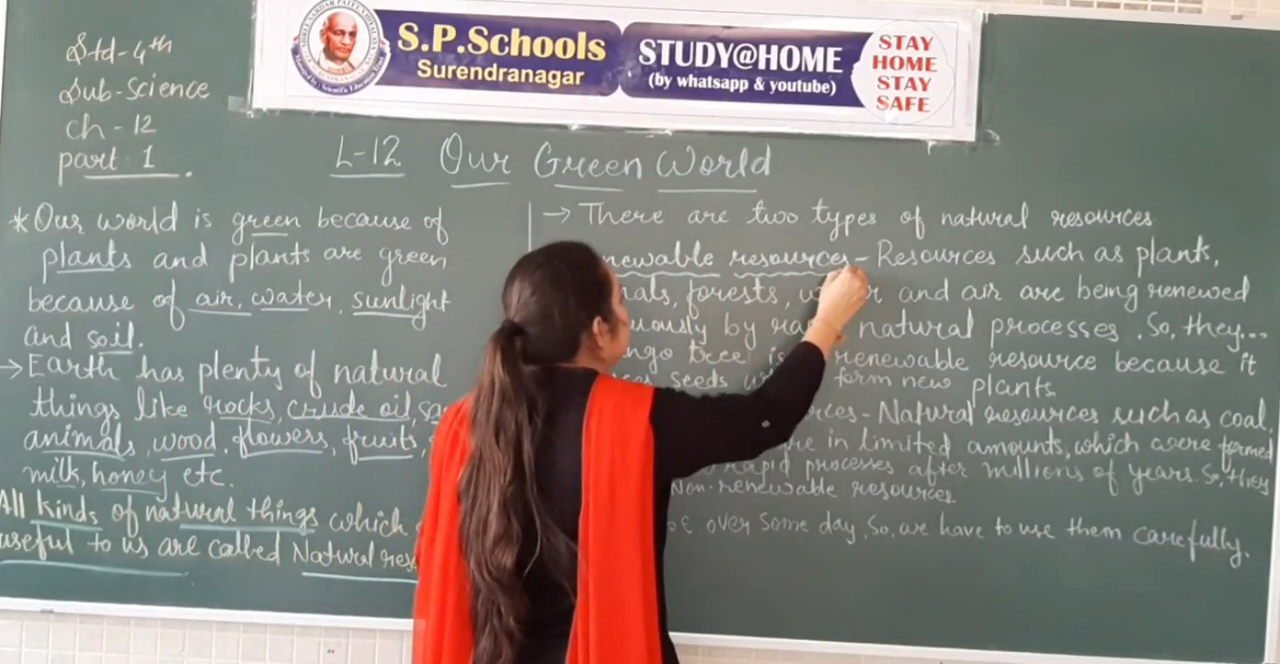 S.P.Schools
Surendranagar
STUDY@HOME
(by whatsapp & youtube)
STAY
HOME
STAY
SAFE
Std-4th
Sub-Science
ch-12
part 1.
L-12 Our Green World
*Our world is green because of
plants and plants are green
because of air, water, sunlight
and soil.
→Earth has plenty of natural
things like rocks, crude oil,
animals, wood, flowers, fruits,
milk, honey etc.
All kinds of natural things which
useful to us are called Natural
→ There are two types of natural resources
resources - Resources such as plants,
forests, and air are being renewed
by natural processes. So, they...
tree is renewable resource because it
seeds form new plants.
- Natural resources such as coal,
in limited amounts, which were formed
rapid processes after millions of years. So, they
Non-renewable resources.
over some day, So, we have to use them carefully.